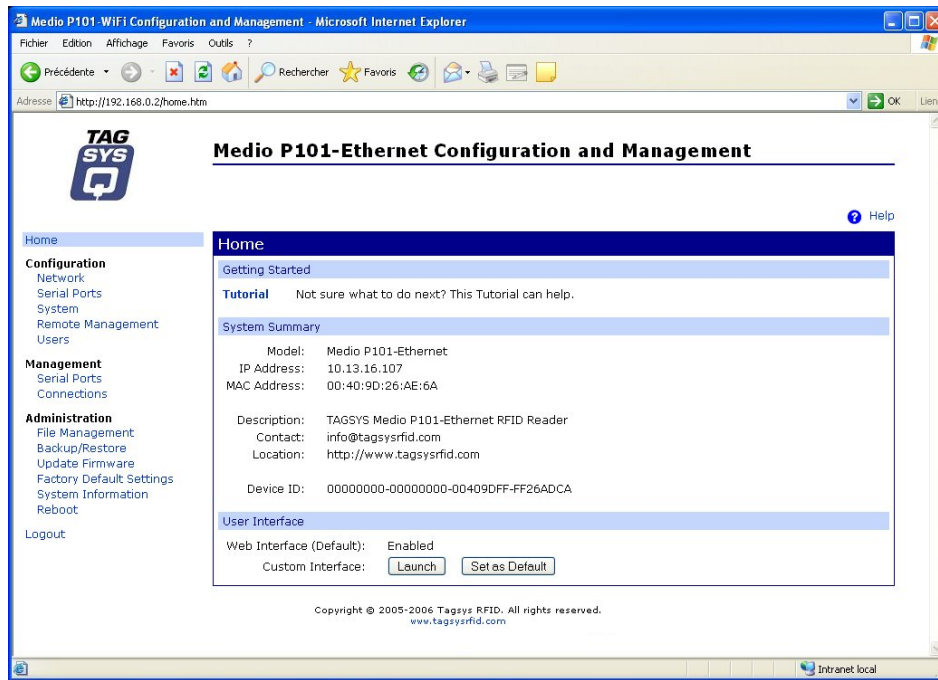 Medio P101-WiFi Configuration and Management - Microsoft Internet Explorer
Fichier Edition Affichage Favoris Outils ?
Précédente Rechercher Favoris
Adresse http://192.168.0.2/home.htm OK Lien
TAG
SYS
Medio P101-Ethernet Configuration and Management
? Help
Home
Configuration
Network
Serial Ports
System
Remote Management
Users
Management
Serial Ports
Connections
Administration
File Management
Backup/Restore
Update Firmware
Factory Default Settings
System Information
Reboot
Logout
Home
Getting Started
Tutorial Not sure what to do next? This Tutorial can help.
System Summary
Model: Medio P101-Ethernet
IP Address: 10.13.16.107
MAC Address: 00:40:9D:26:AE:6A
Description: TAGSYS Medio P101-Ethernet RFID Reader
Contact: info@tagsysrfid.com
Location: http://www.tagsysrfid.com
Device ID: 00000000-00000000-00409DFF-FF26ADCA
User Interface
Web Interface (Default): Enabled
Custom Interface: Launch Set as Default
Copyright © 2005-2006 Tagsys RFID. All rights reserved.
www.tagsysrfid.com
Intranet local